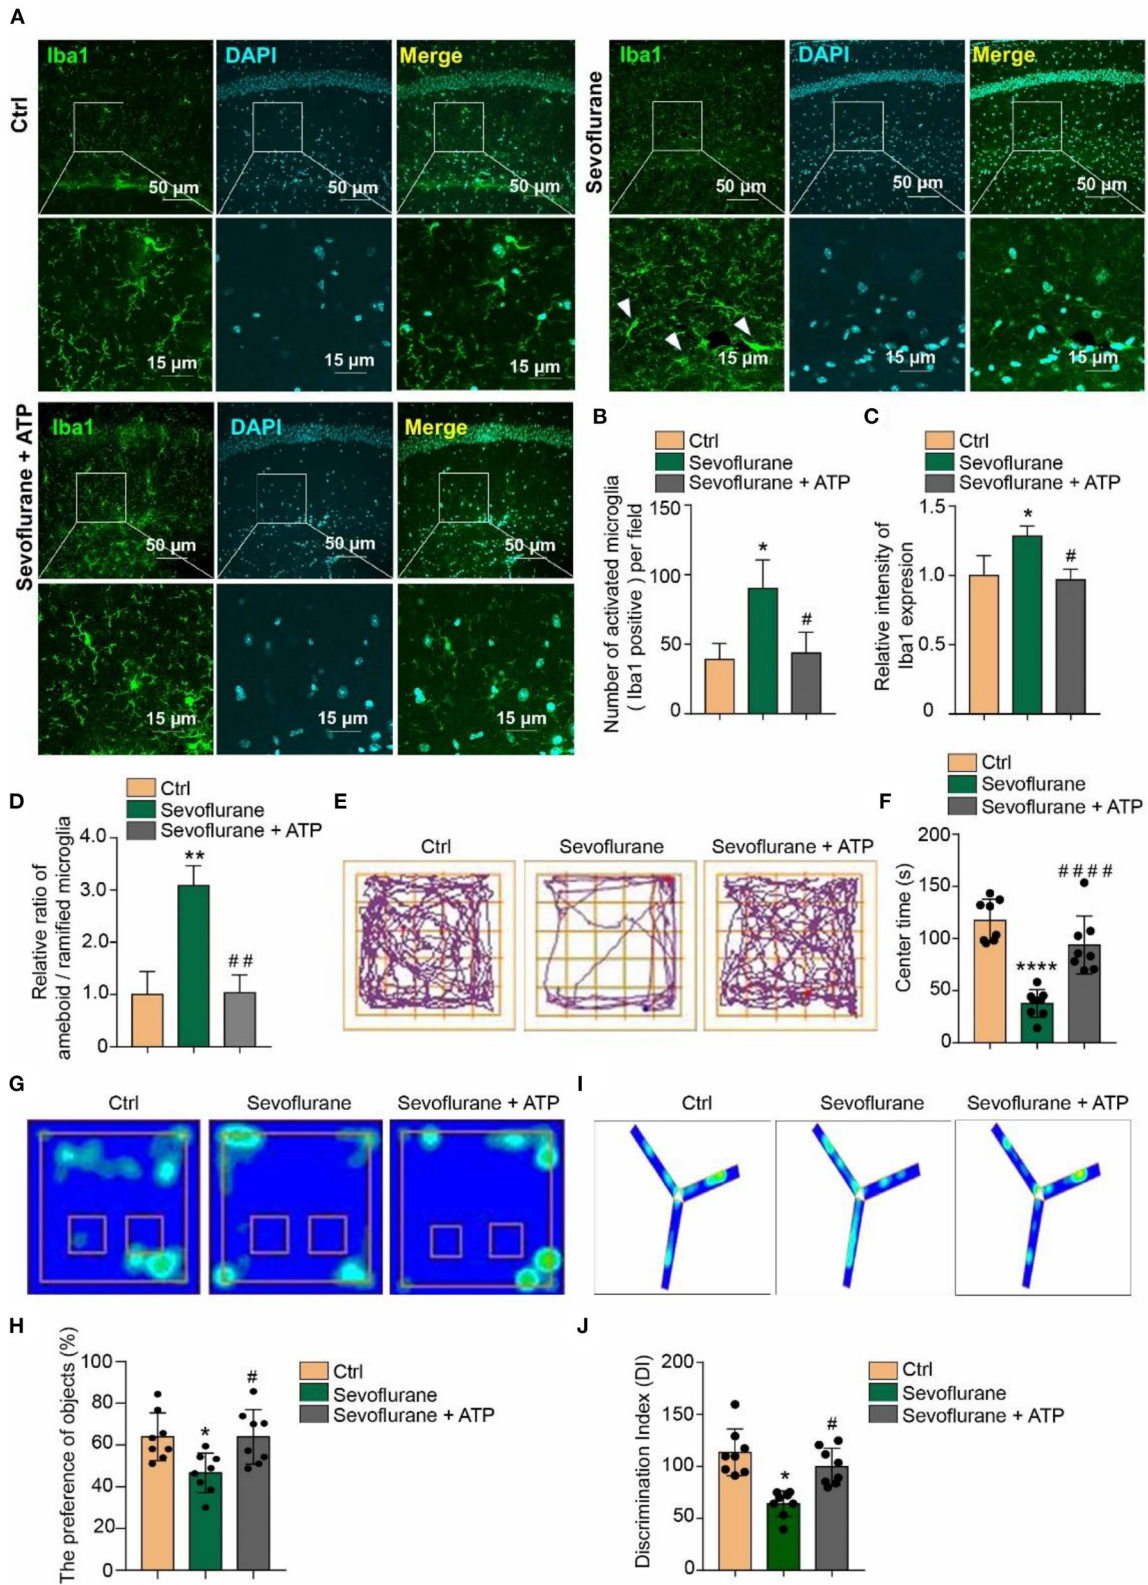 A
Ctrl
Iba1 DAPI Merge
50 µm 50 µm 50 µm
15 µm 15 µm 15 µm
Sevoflurane
Iba1 DAPI Merge
50 µm 50 µm 50 µm
15 µm 15 µm 15 µm
Sevoflurane + ATP
Iba1 DAPI Merge
50 µm 50 µm 50 µm
15 µm 15 µm 15 µm
B
Ctrl
Sevoflurane
Sevoflurane + ATP
Number of activated microglia
( Iba1 positive ) per field
150
100
50
0
*
#
C
Ctrl
Sevoflurane
Sevoflurane + ATP
Relative intensity of
Iba1 expresion
1.5
1.0
0.5
0
*
#
D
Ctrl
Sevoflurane
Sevoflurane + ATP
Relative ratio of
ameboid / ramified microglia
4.0
3.0
2.0
1.0
0
**
##
E
Ctrl Sevoflurane Sevoflurane + ATP
F
Ctrl
Sevoflurane
Sevoflurane + ATP
Center time (s)
200
150
100
50
0
****
####
G
Ctrl Sevoflurane Sevoflurane + ATP
I
Ctrl Sevoflurane Sevoflurane + ATP
H
The preference of objects (%)
100
80
60
40
20
0
*
#
Ctrl
Sevoflurane
Sevoflurane + ATP
J
Discrimination Index (DI)
200
150
100
50
0
*
#
Ctrl
Sevoflurane
Sevoflurane + ATP